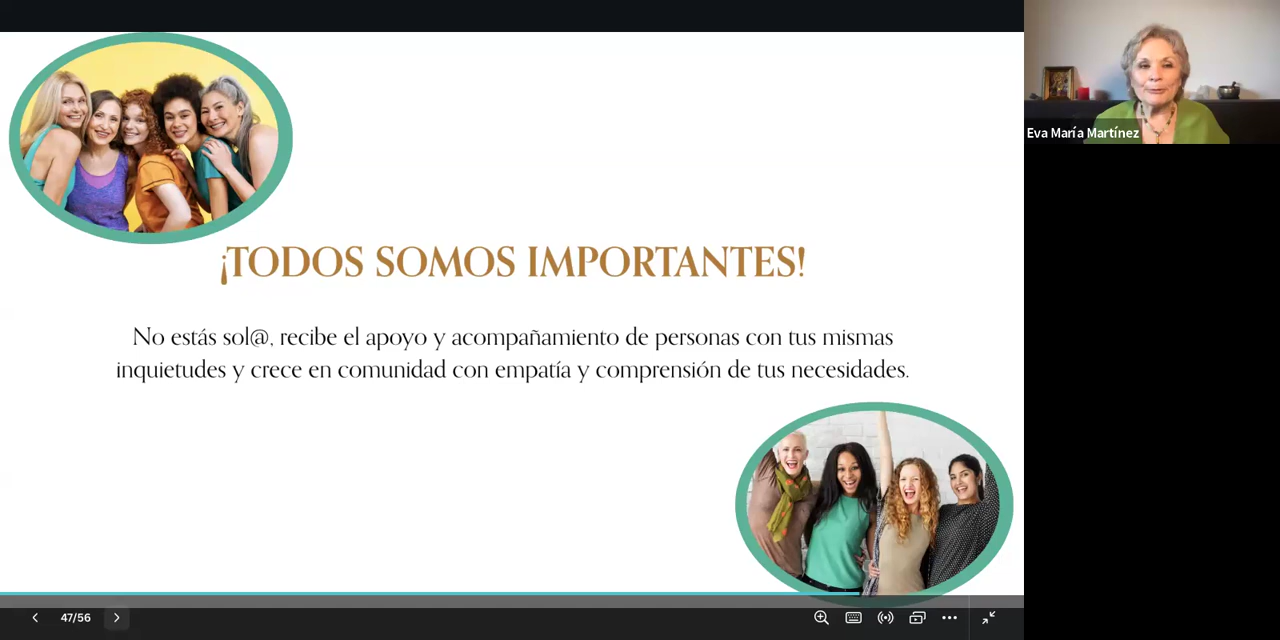 ¡TODOS SOMOS IMPORTANTES!
No estás sol@, recibe el apoyo y acompañamiento de personas con tus mismas
inquietudes y crece en comunidad con empatía y comprensión de tus necesidades.
Eva María Martínez
47/56